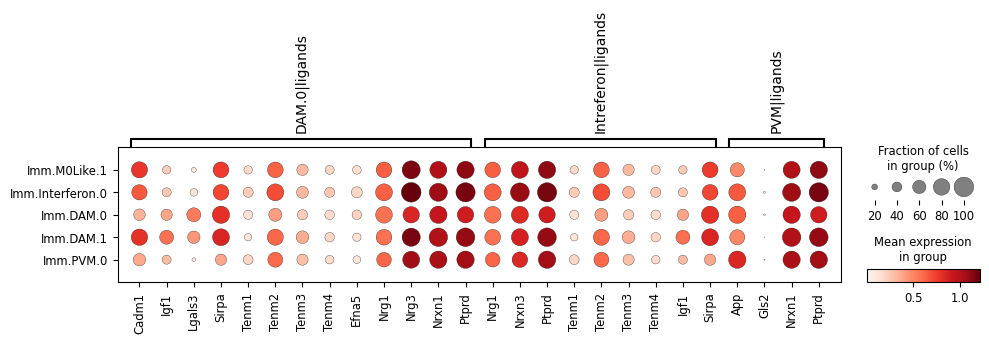 DAM.0|ligands
Intreferon|ligands
PVM|ligands
Imm.M0Like.1
Imm.Interferon.0
Imm.DAM.0
Imm.DAM.1
Imm.PVM.0
Cadm1 Igf1 Lgals3 Sirpa Tenm1 Tenm2 Tenm3 Tenm4 Efna5 Nrg1 Nrg3 Nrxn1 Ptprd Nrg1 Nrxn3 Ptprd Tenm1 Tenm2 Tenm3 Tenm4 Igf1 Sirpa App Gls2 Nrxn1 Ptprd
Fraction of cells
in group (%)
20 40 60 80 100
Mean expression
in group
0.5 1.0